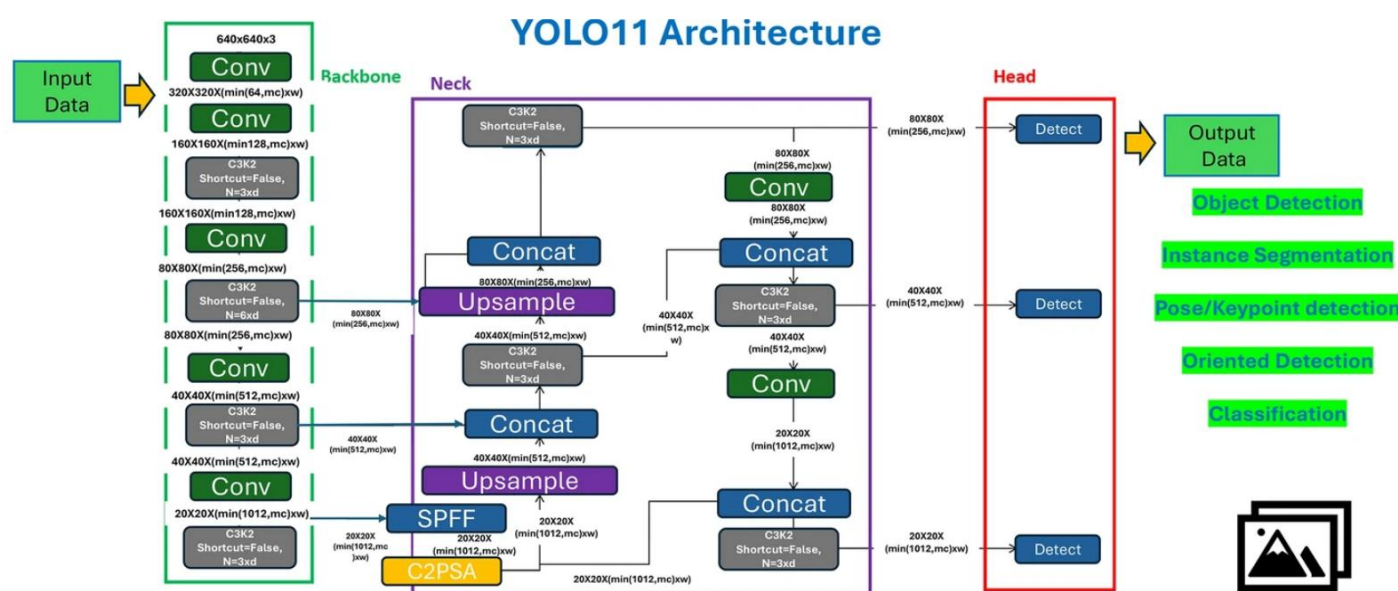 YOLO11 Architecture
Input
Data
Backbone
640x640x3
Conv
320X320X(min(64,mc)xw)
Conv
160X160X(min128,mc)xw)
C3K2
Shortcut=False,
N=3xd
160X160X(min128,mc)xw)
Conv
80X80X(min(256,mc)xw)
C3K2
Shortcut=False,
N=6xd
80X80X(min(256,mc)xw)
Conv
40X40X(min(512,mc)xw)
C3K2
Shortcut=False,
N=3xd
40X40X(min(512,mc)xw)
Conv
20X20X(min(1012,mc)xw)
C3K2
Shortcut=False,
N=3xd
80X80X
(min(256,mc)xw)
40X40X
(min(512,mc)xw)
20X20X
(min(1012,mc
)xw)
Neck
C3K2
Shortcut=False,
N=3xd
Concat
80X80X(min(256,mc)xw)
Upsample
40X40X(min(512,mc)xw)
C3K2
Shortcut=False,
N=3xd
Concat
40X40X(min(512,mc)xw)
Upsample
SPFF
20X20X
(min(1012,mc)xw)
20X20X
(min(1012,mc)xw)
C2PSA
20X20X(min(1012,mc)xw)
40X40X
(min(512,mc)x
w)
80X80X
(min(256,mc)xw)
Conv
80X80X
(min(256,mc)xw)
Concat
C3K2
Shortcut=False,
N=3xd
40X40X
(min(512,mc)xw)
Conv
20X20X
(min(1012,mc)xw)
Concat
C3K2
Shortcut=False,
N=3xd
80X80X
(min(256,mc)xw)
40X40X
(min(512,mc)xw)
20X20X
(min(1012,mc)xw)
Head
Detect
Detect
Detect
Output
Data
Object Detection
Instance Segmentation
Pose/Keypoint detection
Oriented Detection
Classification